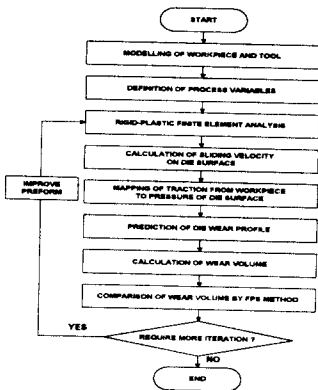 START
MODELLING OF WORKPIECE AND TOOL
DEFINITION OF PROCESS VARIABLES
RIGID-PLASTIC FINITE ELEMENT ANALYSIS
CALCULATION OF SLIDING VELOCITY
ON DIE SURFACE
IMPROVE
PREFORM
MAPPING OF TRACTION FROM WORKPIECE
TO PRESSURE OF DIE SURFACE
PREDICTION OF DIE WEAR PROFILE
CALCULATION OF WEAR VOLUME
COMPARISON OF WEAR VOLUME BY FPS METHOD
YES
REQUIRE MORE ITERATION ?
NO
END